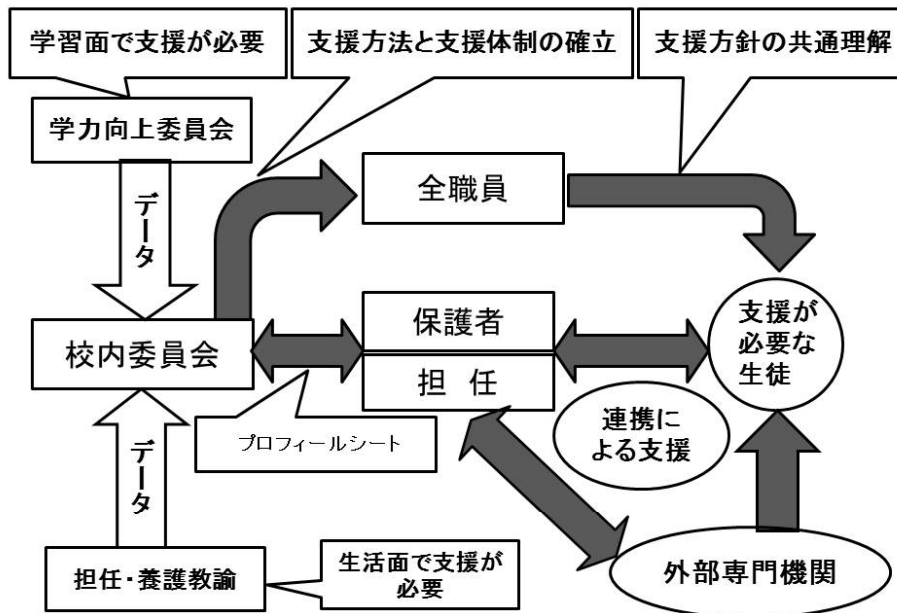 学習面で支援が必要
支援方法と支援体制の確立
支援方針の共通理解
学力向上委員会
全職員
データ
保護者
支援が
必要な
生徒
校内委員会
担 任
連携に
よる支援
プロフィールシート
データ
担任・養護教諭
生活面で支援が
必要
外部専門機関